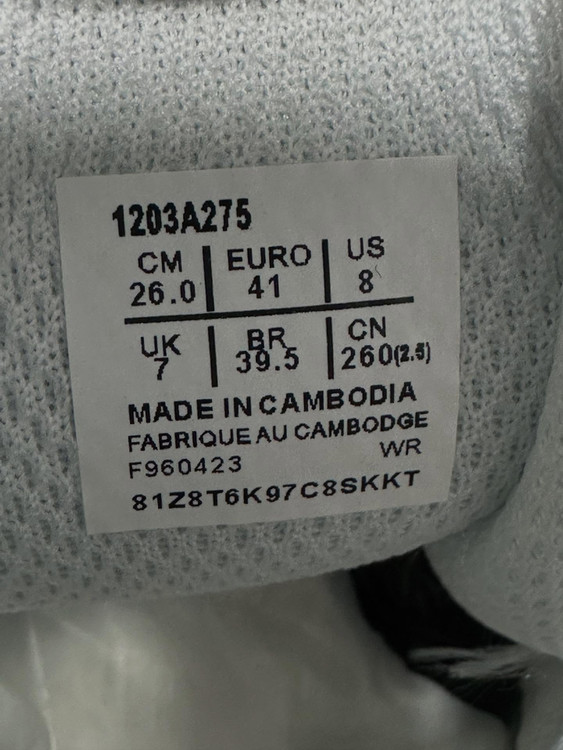 1203A275
CM EURO US
26.0 41 8
UK BR CN
7 39.5 260(2.5)
MADE IN CAMBODIA
FABRIQUE AU CAMBODGE
F960423 WR
81Z8T6K97C8SKKT